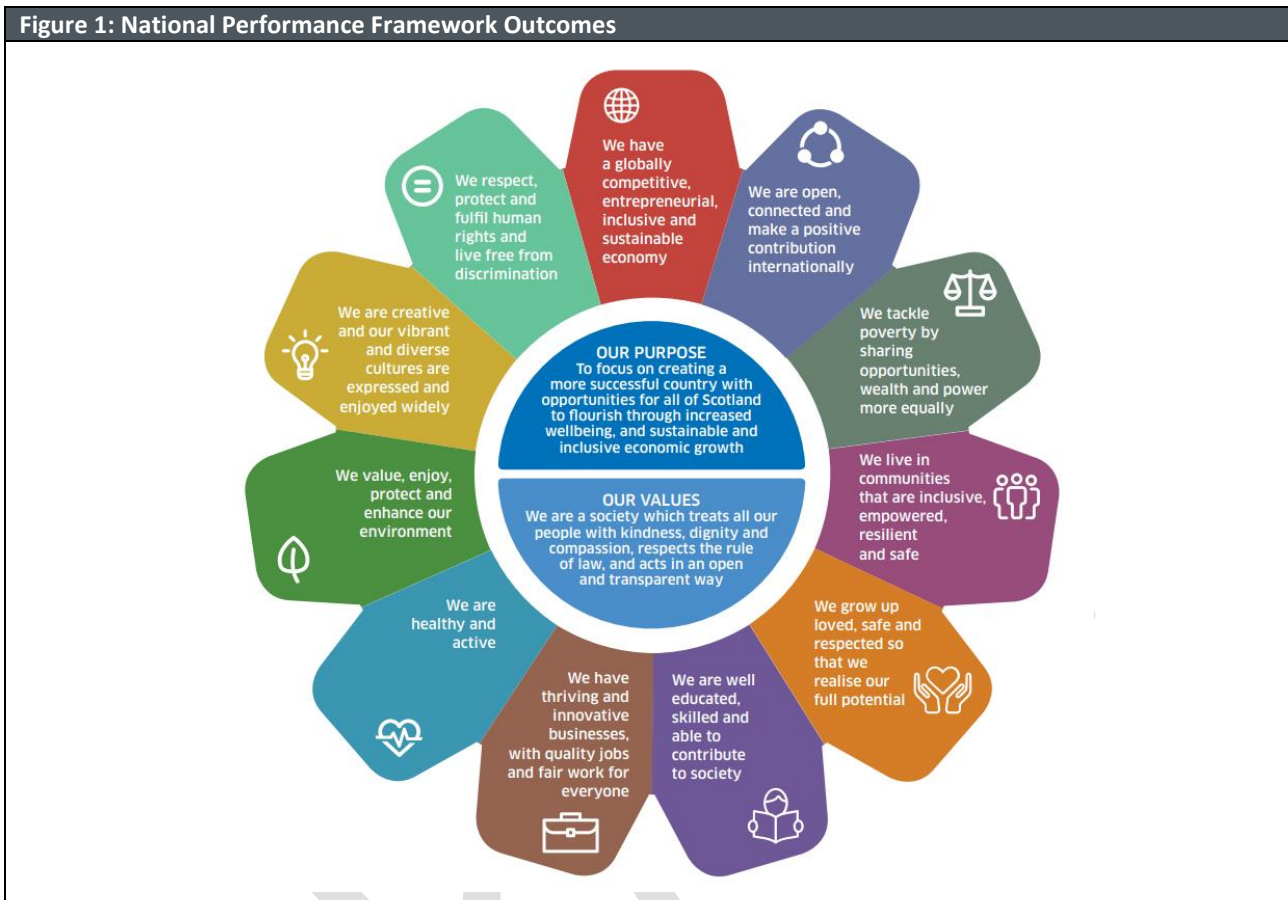 Figure 1: National Performance Framework Outcomes
We have
a globally
competitive,
entrepreneurial,
inclusive and
sustainable
economy
We are open,
connected and
make a positive
contribution
internationally
We tackle
poverty by
sharing
opportunities,
wealth and power
more equally
We live in
communities
that are inclusive,
empowered,
resilient
and safe
We grow up
loved, safe and
respected so
that we
realise our
full potential
We are well
educated,
skilled and
able to
contribute
to society
We have
thriving and
innovative
businesses,
with quality jobs
and fair work for
everyone
We are
healthy and
active
We value, enjoy,
protect and
enhance our
environment
We are creative
and our vibrant
and diverse
cultures are
expressed and
enjoyed widely
We respect,
protect and
fulfil human
rights and
live free from
discrimination
OUR PURPOSE
To focus on creating a
more successful country with
opportunities for all of Scotland
to flourish through increased
wellbeing, and sustainable and
inclusive economic growth
OUR VALUES
We are a society which treats all our
people with kindness, dignity and
compassion, respects the rule
of law, and acts in an open
and transparent way